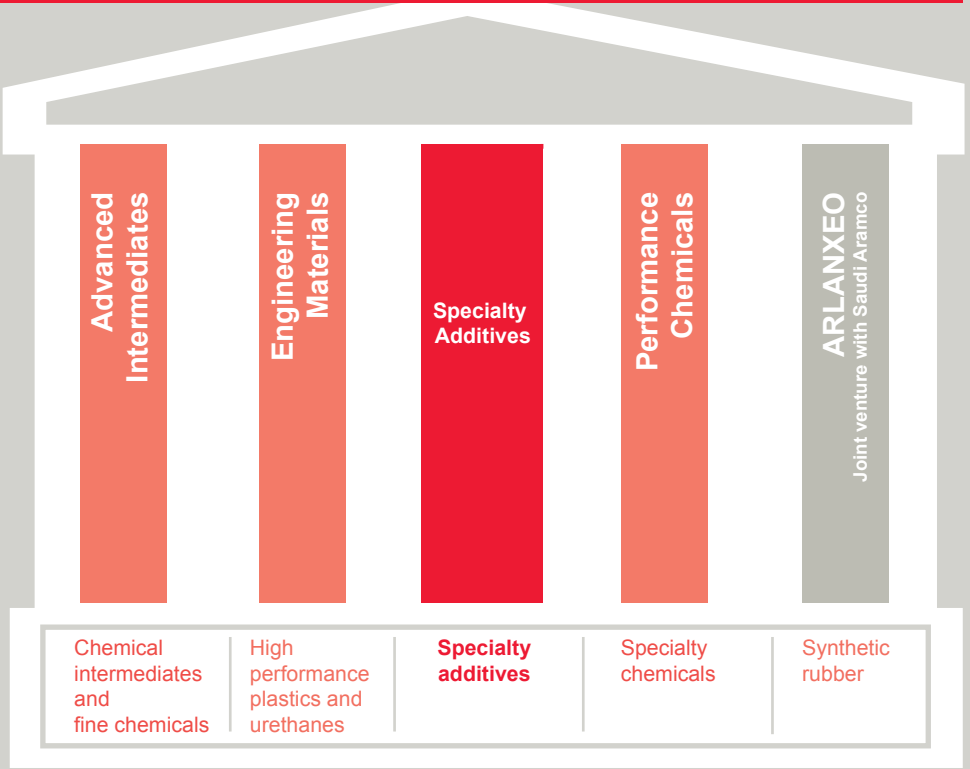 Advanced
Intermediates
Engineering
Materials
Specialty
Additives
Performance
Chemicals
ARLANXEO
Joint venture with Saudi Aramco
Chemical
intermediates
and
fine chemicals
High
performance
plastics and
urethanes
Specialty
additives
Specialty
chemicals
Synthetic
rubber